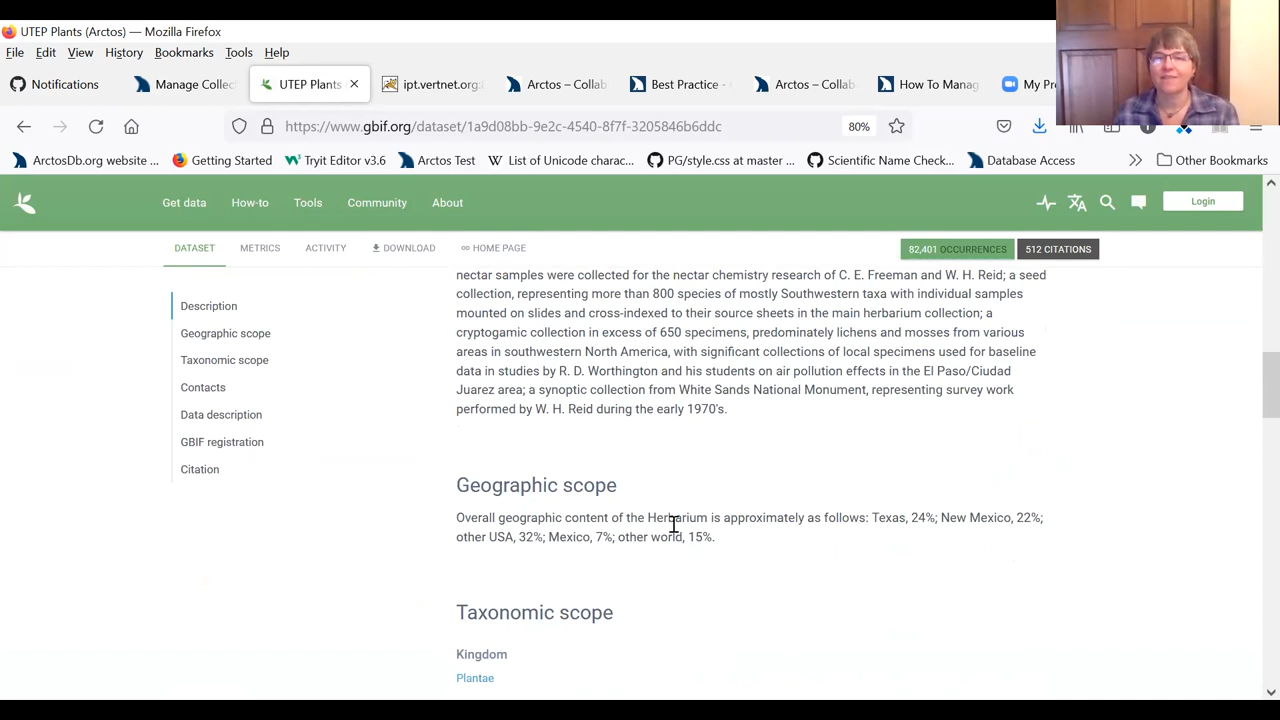 UTEP Plants (Arctos) — Mozilla Firefox
File Edit View History Bookmarks Tools Help
Notifications Manage Collec UTEP Plants ipt.vertnet.org: Arctos – Collab Best Practice - Arctos – Collab How To Manag My Pr
https://www.gbif.org/dataset/1a9d08bb-9e2c-4540-8f7f-3205846b6ddc 80%
ArctosDb.org website ... Getting Started Tryit Editor v3.6 Arctos Test List of Unicode charac... PG/style.css at master ... Scientific Name Check... Database Access Other Bookmarks
Get data How-to Tools Community About Login
DATASET METRICS ACTIVITY DOWNLOAD HOME PAGE 82,401 OCCURRENCES 512 CITATIONS
Description
Geographic scope
Taxonomic scope
Contacts
Data description
GBIF registration
Citation
nectar samples were collected for the nectar chemistry research of C. E. Freeman and W. H. Reid; a seed
collection, representing more than 800 species of mostly Southwestern taxa with individual samples
mounted on slides and cross-indexed to their source sheets in the main herbarium collection; a
cryptogamic collection in excess of 650 specimens, predominately lichens and mosses from various
areas in southwestern North America, with significant collections of local specimens used for baseline
data in studies by R. D. Worthington and his students on air pollution effects in the El Paso/Ciudad
Juarez area; a synoptic collection from White Sands National Monument, representing survey work
performed by W. H. Reid during the early 1970's.
Geographic scope
Overall geographic content of the Herbarium is approximately as follows: Texas, 24%; New Mexico, 22%;
other USA, 32%; Mexico, 7%; other world, 15%.
Taxonomic scope
Kingdom
Plantae